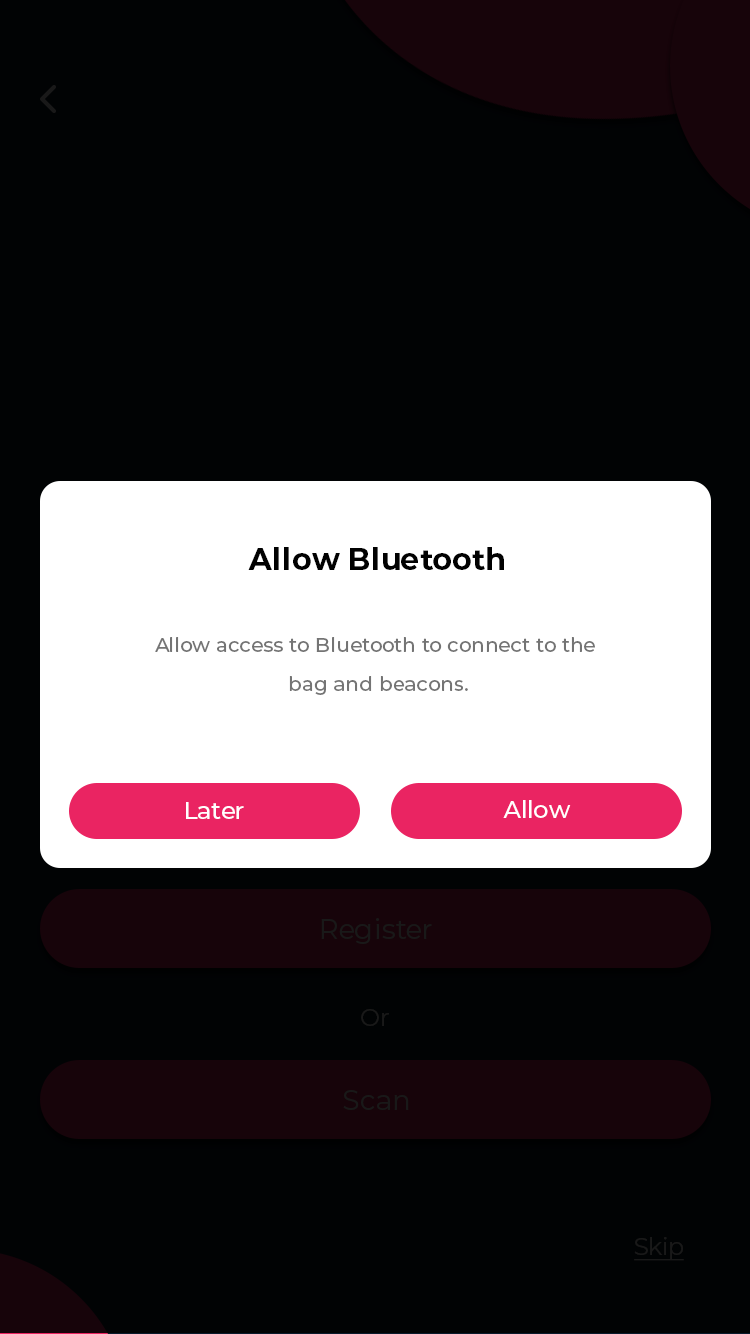 Allow Bluetooth
Allow access to Bluetooth to connect to the
bag and beacons.
Later
Allow
Register
Or
Scan
Skip